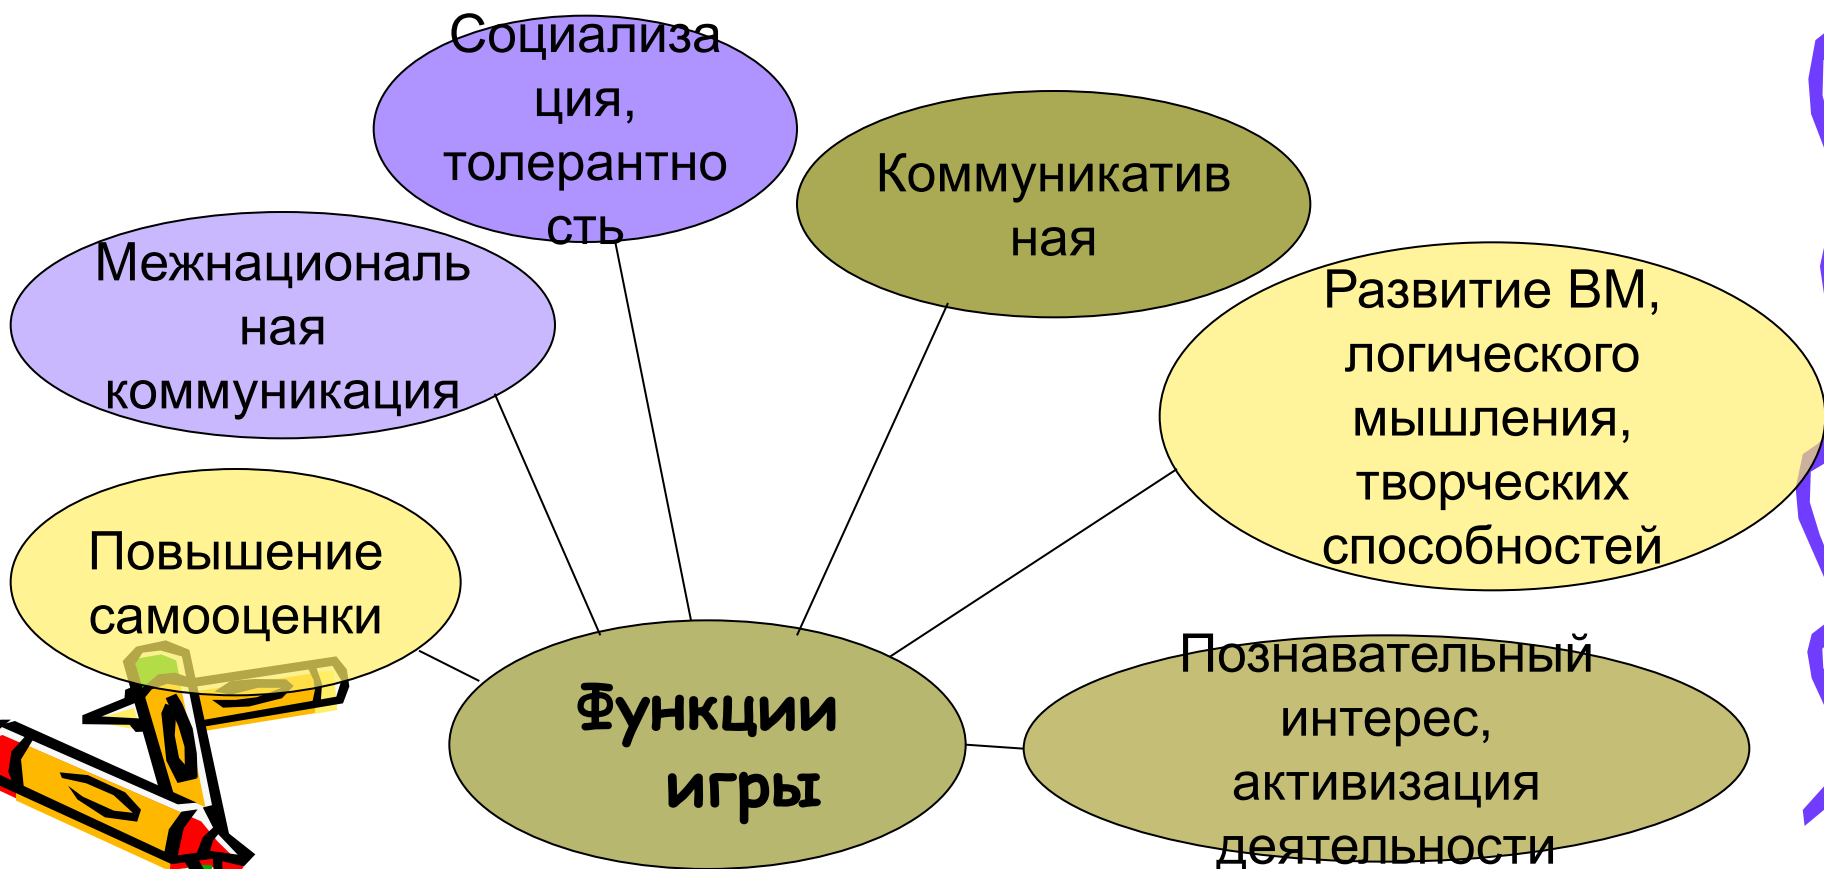 Социализа
ция,
толерантно
сть
Коммуникатив
ная
Межнациональ
ная
коммуникация
Развитие ВМ,
логического
мышления,
творческих
способностей
Повышение
самооценки
Функции
игры
Познавательный
интерес,
активизация
деятельности